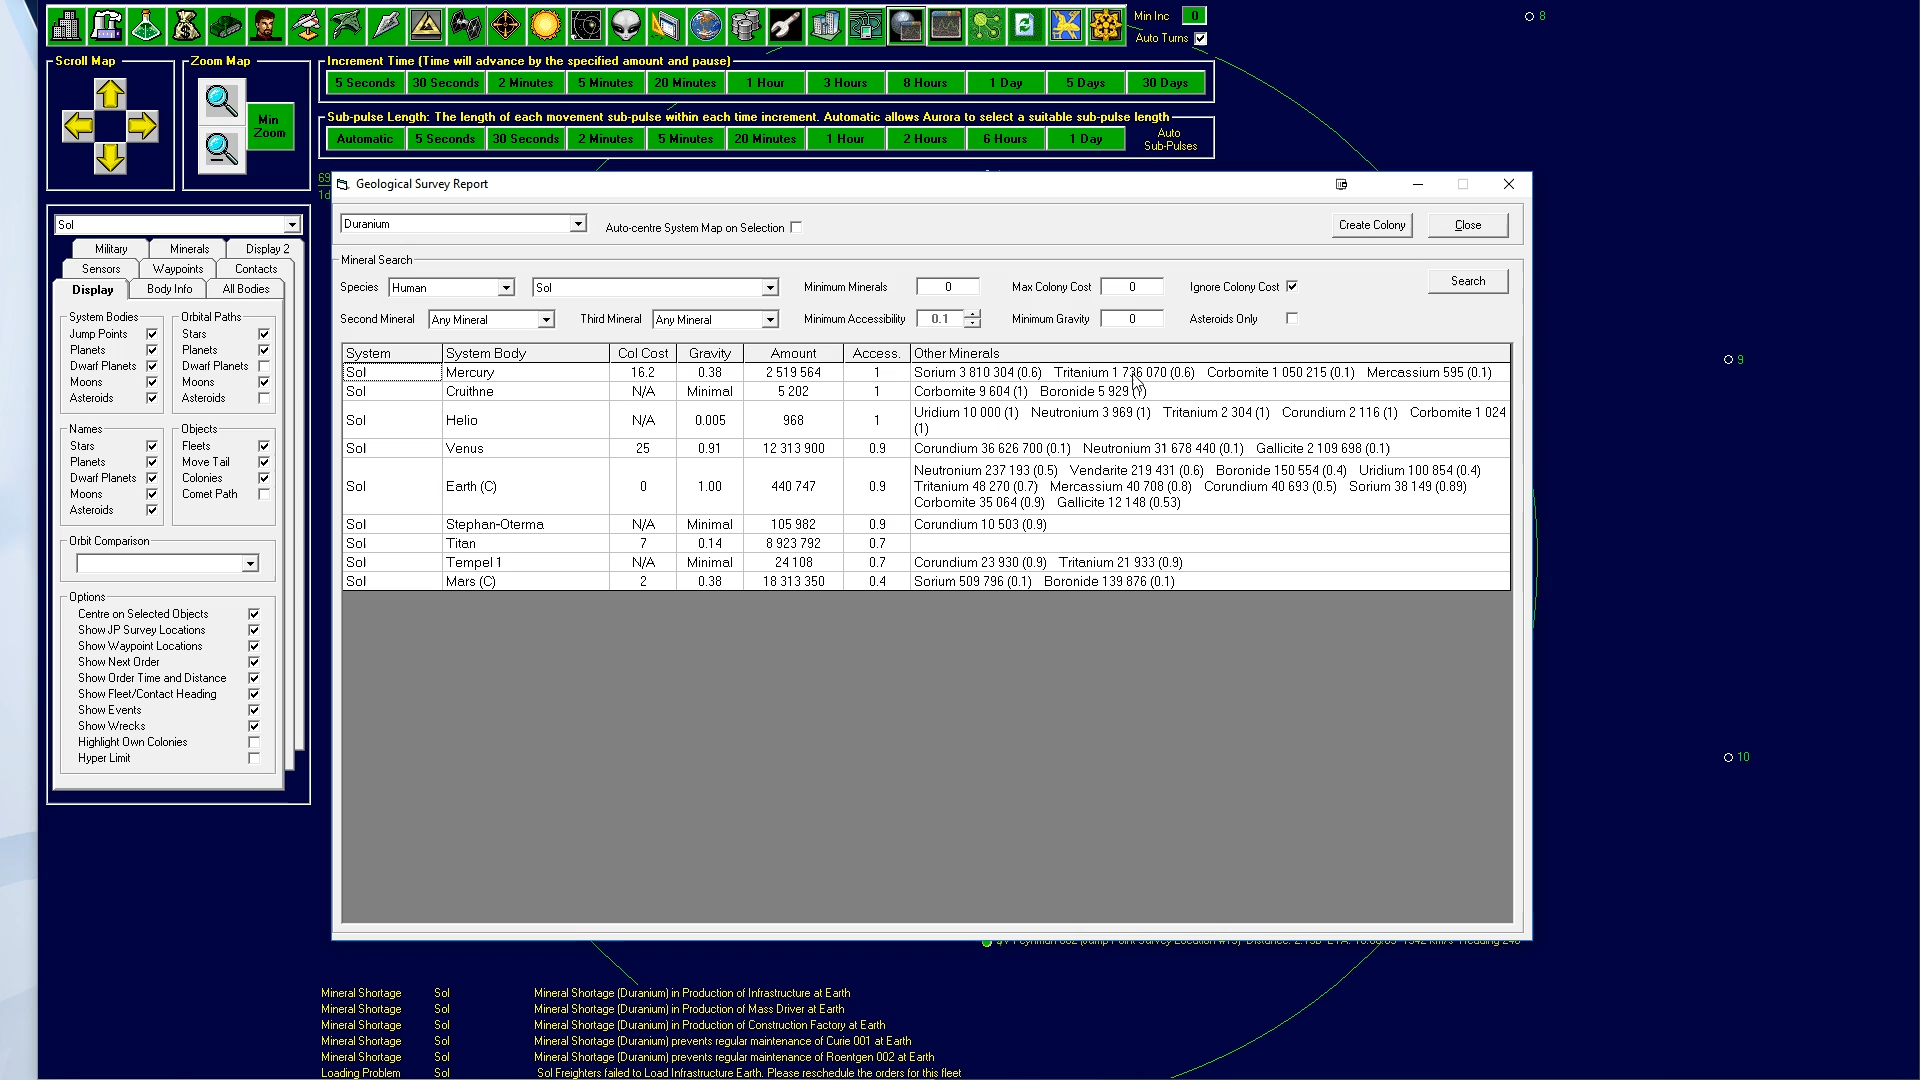 Min Inc 0
Auto Turns
Scroll Map
Zoom Map
Min
Zoom
Increment Time (Time will advance by the specified amount and pause)
5 Seconds 30 Seconds 2 Minutes 5 Minutes 20 Minutes 1 Hour 3 Hours 8 Hours 1 Day 5 Days 30 Days
Sub-pulse Length: The length of each movement sub-pulse within each time increment. Automatic allows Aurora to select a suitable sub-pulse length
Automatic 5 Seconds 30 Seconds 2 Minutes 5 Minutes 20 Minutes 1 Hour 2 Hours 6 Hours 1 Day
Auto
Sub-Pulses
8
9
10
69
1d
Sol
Military Minerals Display 2
Sensors Waypoints Contacts
Display Body Info All Bodies
System Bodies
Jump Points
Planets
Dwarf Planets
Moons
Asteroids
Orbital Paths
Stars
Planets
Dwarf Planets
Moons
Asteroids
Names
Stars
Planets
Dwarf Planets
Moons
Asteroids
Objects
Fleets
Move Tail
Colonies
Comet Path
Orbit Comparison
Options
Centre on Selected Objects
Show JP Survey Locations
Show Waypoint Locations
Show Next Order
Show Order Time and Distance
Show Fleet/Contact Heading
Show Events
Show Wrecks
Highlight Own Colonies
Hyper Limit
Geological Survey Report
Duranium
Auto-centre System Map on Selection
Create Colony
Close
Mineral Search
Species Human Sol Minimum Minerals 0 Max Colony Cost 0 Ignore Colony Cost Search
Second Mineral Any Mineral Third Mineral Any Mineral Minimum Accessibility 0.1 Minimum Gravity 0 Asteroids Only
System System Body Col Cost Gravity Amount Access. Other Minerals
Sol Mercury 16.2 0.38 2 519 564 1 Sorium 3 810 304 (0.6) Tritanium 1 736 070 (0.6) Corbomite 1 050 215 (0.1) Mercassium 595 (0.1)
Sol Cruithne N/A Minimal 5 202 1 Corbomite 9 604 (1) Boronide 5 929 (1)
Sol Helio N/A 0.005 968 1 Uridium 10 000 (1) Neutronium 3 969 (1) Tritanium 2 304 (1) Corundium 2 116 (1) Corbomite 1 024
(1)
Sol Venus 25 0.91 12 313 900 0.9 Corundium 36 626 700 (0.1) Neutronium 31 678 440 (0.1) Gallicite 2 109 698 (0.1)
Sol Earth (C) 0 1.00 440 747 0.9 Neutronium 237 193 (0.5) Vendarite 219 431 (0.6) Boronide 150 554 (0.4) Uridium 100 854 (0.4)
Tritanium 48 270 (0.7) Mercassium 40 708 (0.8) Corundium 40 693 (0.5) Sorium 38 149 (0.89)
Corbomite 35 064 (0.9) Gallicite 12 148 (0.53)
Sol Stephan-Oterma N/A Minimal 105 982 0.9 Corundium 10 503 (0.9)
Sol Titan 7 0.14 8 923 792 0.7
Sol Tempel 1 N/A Minimal 24 108 0.7 Corundium 23 930 (0.9) Tritanium 21 933 (0.9)
Sol Mars (C) 2 0.38 18 313 350 0.4 Sorium 509 796 (0.1) Boronide 139 876 (0.1)
Mineral Shortage Sol Mineral Shortage (Duranium) in Production of Infrastructure at Earth
Mineral Shortage Sol Mineral Shortage (Duranium) in Production of Mass Driver at Earth
Mineral Shortage Sol Mineral Shortage (Duranium) in Production of Construction Factory at Earth
Mineral Shortage Sol Mineral Shortage (Duranium) prevents regular maintenance of Curie 001 at Earth
Mineral Shortage Sol Mineral Shortage (Duranium) prevents regular maintenance of Roentgen 002 at Earth
Loading Problem Sol Sol Freighters failed to Load Infrastructure Earth. Please reschedule the orders for this fleet